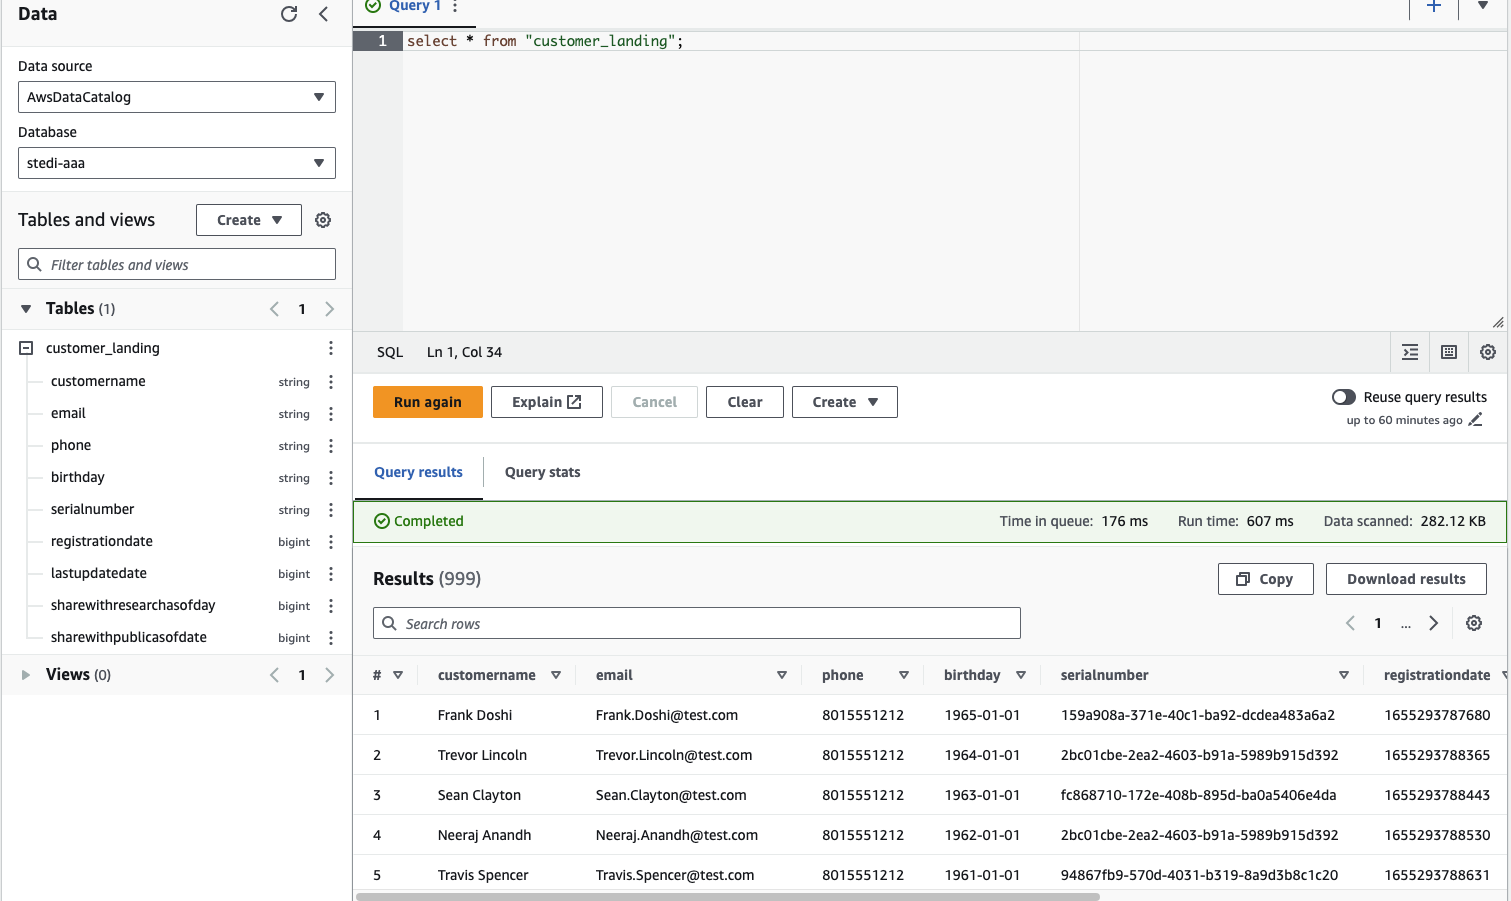 Data
Data source
AwsDataCatalog
Database
stedi-aaa
Tables and views
Create
Filter tables and views
Tables (1)
1
customer_landing
customername string
email string
phone string
birthday string
serialnumber string
registrationdate bigint
lastupdatedate bigint
sharewithresearchasofday bigint
sharewithpublicasofdate bigint
Views (0)
1
Query 1
1 select * from "customer_landing";
SQL Ln 1, Col 34
Run again Explain Cancel Clear Create
Reuse query results
up to 60 minutes ago
Query results Query stats
Completed Time in queue: 176 ms Run time: 607 ms Data scanned: 282.12 KB
Results (999) Copy Download results
Search rows 1 ...
# customername email phone birthday serialnumber registrationdate
1 Frank Doshi Frank.Doshi@test.com 8015551212 1965-01-01 159a908a-371e-40c1-ba92-dcdea483a6a2 1655293787680
2 Trevor Lincoln Trevor.Lincoln@test.com 8015551212 1964-01-01 2bc01cbe-2ea2-4603-b91a-5989b915d392 1655293788365
3 Sean Clayton Sean.Clayton@test.com 8015551212 1963-01-01 fc868710-172e-408b-895d-ba0a5406e4da 1655293788443
4 Neeraj Anandh Neeraj.Anandh@test.com 8015551212 1962-01-01 2bc01cbe-2ea2-4603-b91a-5989b915d392 1655293788530
5 Travis Spencer Travis.Spencer@test.com 8015551212 1961-01-01 94867fb9-570d-4031-b319-8a9d3b8c1c20 1655293788631